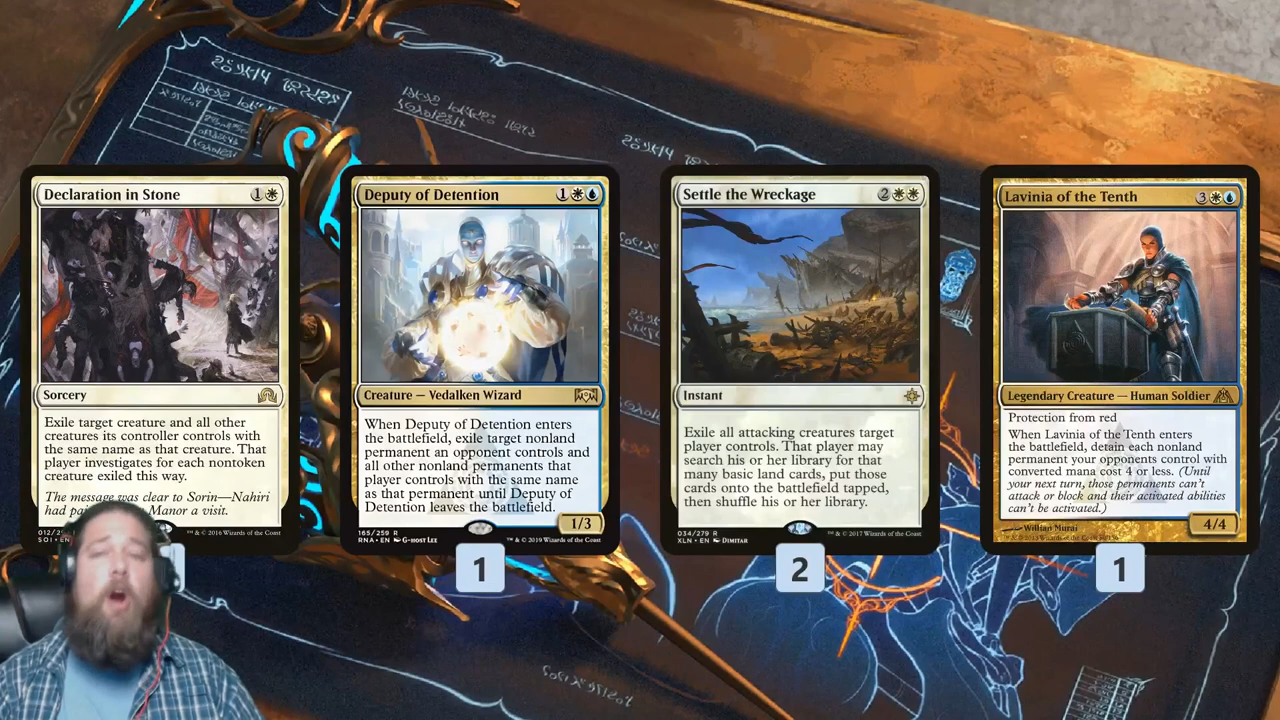 Declaration in Stone
Sorcery
Exile target creature and all other
creatures its controller controls with
the same name as that creature. That
player investigates for each nontoken
creature exiled this way.
The message was clear to Sorin—Nahiri
had Manor a visit.
™ & © 2016 Wizards of the Coast
Deputy of Detention
1
Creature — Vedalken Wizard
When Deputy of Detention enters
the battlefield, exile target nonland
permanent an opponent controls and
all other nonland permanents that
player controls with the same name
as that permanent until Deputy of
Detention leaves the battlefield.
1/3
165/259 R
RNA • EN G-HOST LEE
™ & © 2019 Wizards of the Coast
1
Settle the Wreckage
2
Instant
Exile all attacking creatures target
player controls. That player may
search his or her library for that
many basic land cards, put those
cards onto the battlefield tapped,
then shuffle his or her library.
034/279 R
XLN • EN DIMITAR
™ & © 2017 Wizards of the Coast
2
Lavinia of the Tenth
3
Legendary Creature — Human Soldier
Protection from red
When Lavinia of the Tenth enters
the battlefield, detain each nonland
permanent your opponents control with
converted mana cost 4 or less. (Until
your next turn, those permanents can't
attack or block and their activated abilities
can't be activated.)
Willian Murai
4/4
1